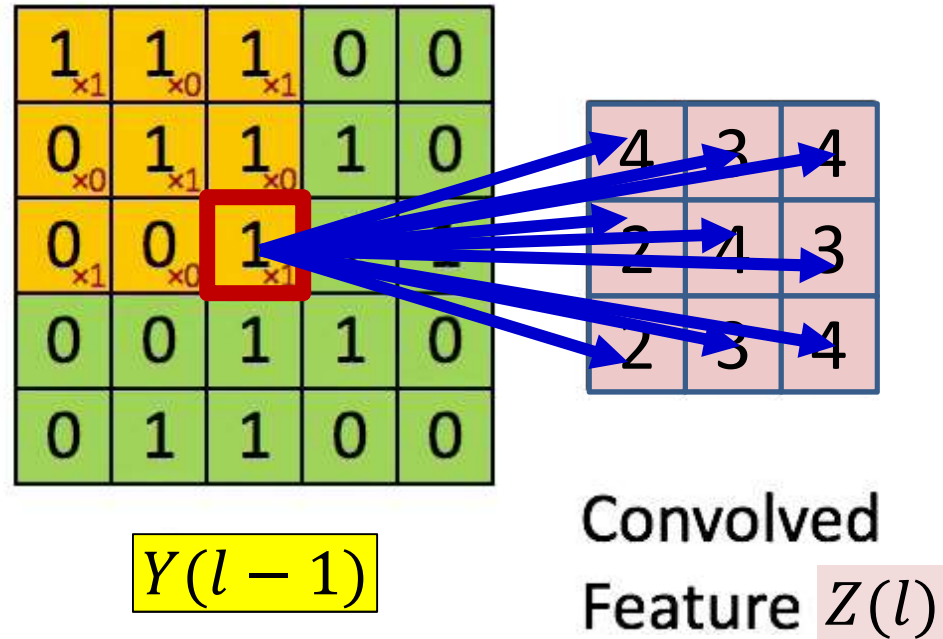 1×1 1×0 1×1 0 0
0×0 1×1 1×0 1 0
0×1 0×0 1×1 1
0 0 1 1 0
0 1 1 0 0
4 3 4
2 4 3
2 3 4
Y(l − 1)
Convolved
Feature Z(l)